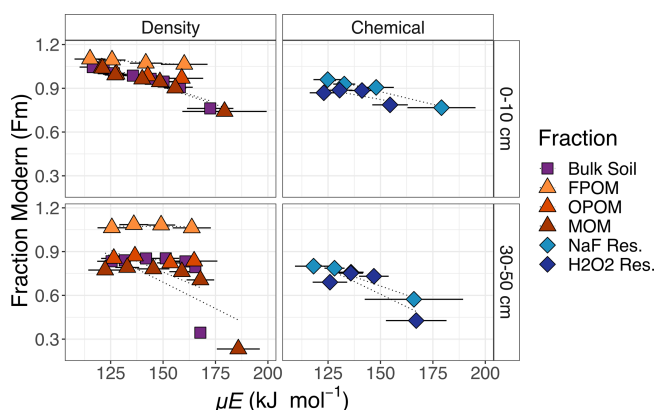 Density
Chemical
Fraction Modern (Fm)
1.2
0.9
0.6
0.3
0-10 cm
1.2
0.9
0.6
0.3
30-50 cm
125
150
175
200
125
150
175
200
μE (kJ mol⁻¹)
Fraction
Bulk Soil
FPOM
OPOM
MOM
NaF Res.
H2O2 Res.